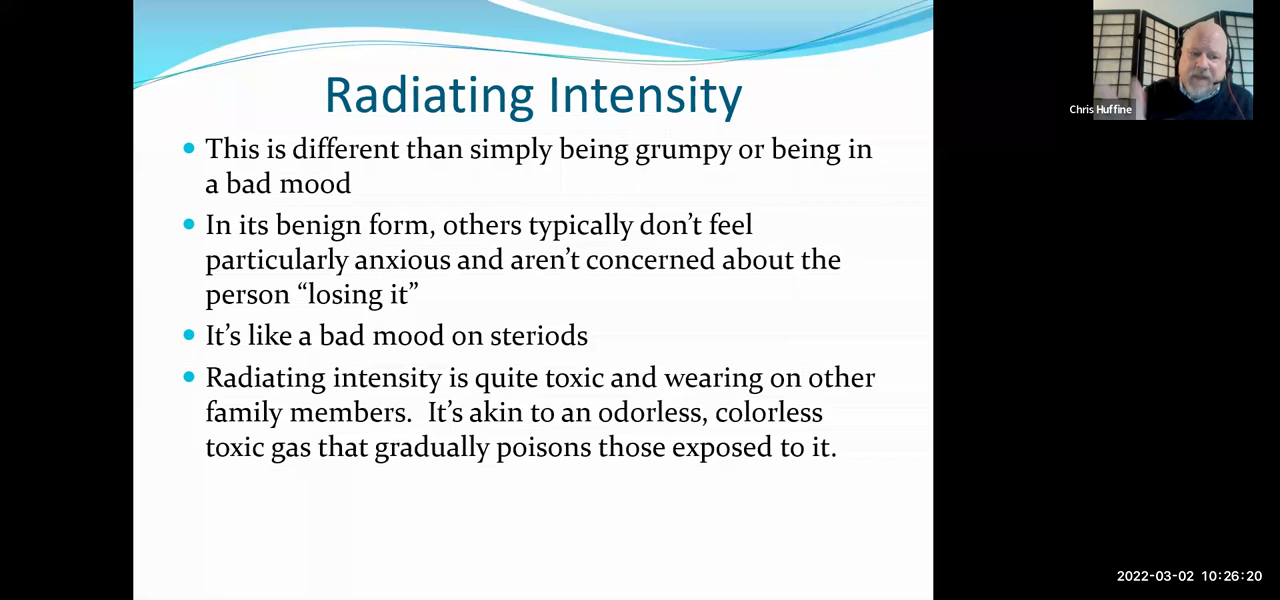 Radiating Intensity
This is different than simply being grumpy or being in
a bad mood
In its benign form, others typically don’t feel
particularly anxious and aren’t concerned about the
person “losing it”
It’s like a bad mood on steriods
Radiating intensity is quite toxic and wearing on other
family members.  It’s akin to an odorless, colorless
toxic gas that gradually poisons those exposed to it.
Chris Huffine
2022-03-02 10:26:20